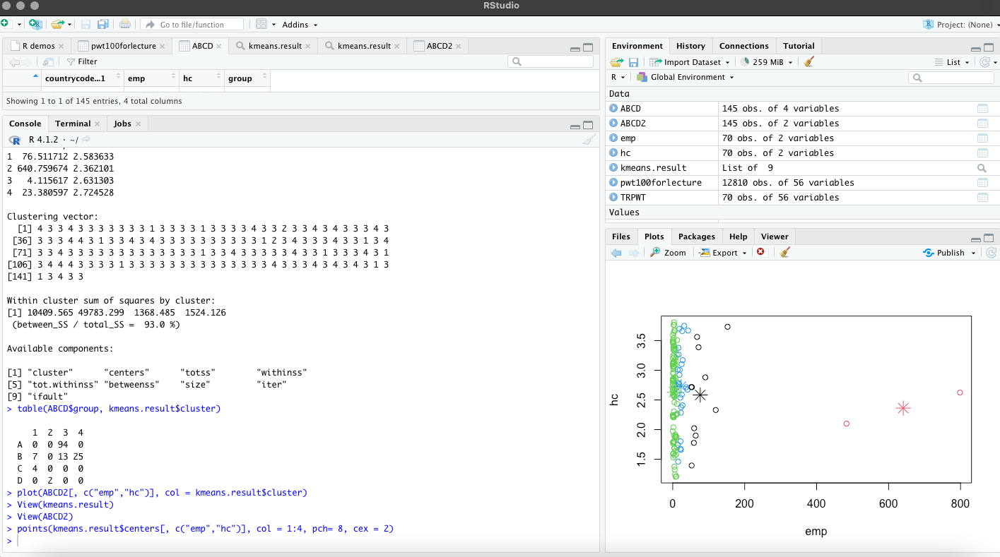 RStudio
Go to file/function
Addins
Project: (None)
R demos
pwt100forlecture
ABCD
kmeans.result
kmeans.result
ABCD2
Filter
countrycode...1 emp hc group
Showing 1 to 1 of 145 entries, 4 total columns
Console Terminal Jobs
R 4.1.2 · ~/
1  76.511712 2.583633
2 640.759674 2.362101
3   4.115617 2.631303
4  23.380597 2.724528
Clustering vector:
[1] 4 3 3 4 3 3 3 3 3 3 3 1 3 3 3 3 1 3 3 3 3 4 3 3 2 3 3 4 3 4 3 3 3 4 3
[36] 3 3 3 4 4 3 1 3 3 4 3 4 3 3 3 3 3 3 3 3 3 3 1 2 3 4 3 3 3 4 3 3 1 3 4
[71] 3 3 4 3 3 3 3 3 3 3 3 3 3 3 3 3 1 3 3 4 3 3 3 3 3 4 3 3 1 3 3 3 4 3 1
[106] 3 4 4 4 3 3 3 3 1 3 3 3 3 3 3 3 3 3 3 3 3 3 3 4 3 3 3 4 3 4 3 4 3 1 3
[141] 1 3 4 3 3
Within cluster sum of squares by cluster:
[1] 10409.565 49783.299  1368.485  1524.126
(between_SS / total_SS =  93.0 %)
Available components:
[1] "cluster"      "centers"      "totss"        "withinss"
[5] "tot.withinss" "betweenss"    "size"         "iter"
[9] "ifault"
> table(ABCD$group, kmeans.result$cluster)
1  2  3  4
A  0  0 94  0
B  7  0 13 25
C  4  0  0  0
D  0  2  0  0
> plot(ABCD2[, c("emp","hc")], col = kmeans.result$cluster)
> View(kmeans.result)
> View(ABCD2)
> points(kmeans.result$centers[, c("emp","hc")], col = 1:4, pch= 8, cex = 2)
>
Environment History Connections Tutorial
Import Dataset 259 MiB List
R Global Environment
Data
ABCD 145 obs. of 4 variables
ABCD2 145 obs. of 2 variables
emp 70 obs. of 2 variables
hc 70 obs. of 2 variables
kmeans.result List of  9
pwt100forlecture 12810 obs. of 56 variables
TRPWT 70 obs. of 56 variables
Values
Files Plots Packages Help Viewer
Zoom Export Publish
hc
3.5
3.0
2.5
2.0
1.5
0 200 400 600 800
emp